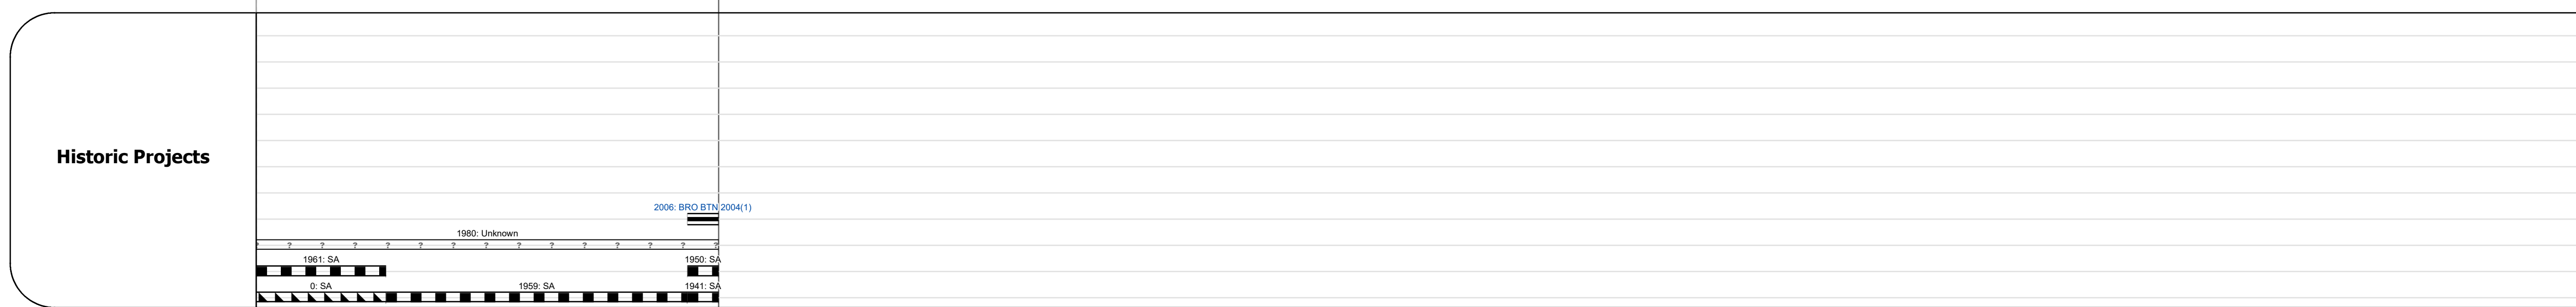 Historic Projects
2006: BRO BTN 2004(1)
1980: Unknown
? ? ? ? ? ? ? ? ? ? ? ? ? ? ?
1961: SA
1950: SA
0: SA
1959: SA
1941: SA